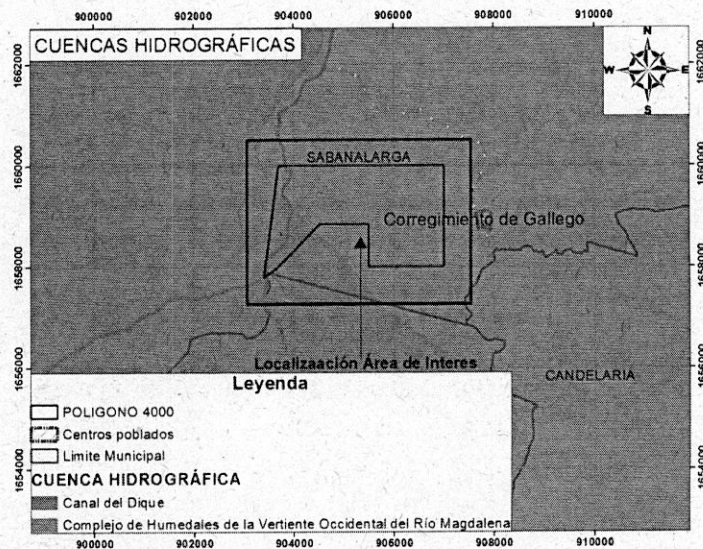 900000 902000 904000 906000 908000 910000
CUENCAS HIDROGRÁFICAS
N
W E
S
1662000 1662000
SABANALARGA
1660000 1660000
Corregimiento de Gallego
1658000 1658000
Localizaación Área de Interes
1656000 1656000
CANDELARIA
Leyenda
POLIGONO 4000
Centros poblados
Limite Municipal
1654000 1654000
CUENCA HIDROGRÁFICA
Canal del Dique
Complejo de Humedales de la Vertiente Occidental del Río Magdalena
900000 902000 904000 906000 908000 910000